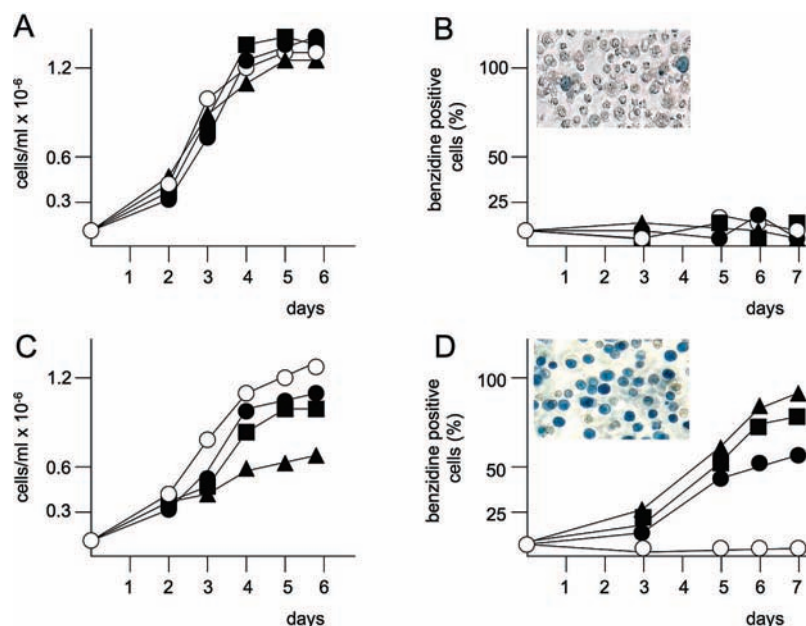 A
cells/ml x 10-6
1.2
0.6
0.3
1 2 3 4 5 6
days
B
benzidine positive
cells (%)
100
50
25
1 2 3 4 5 6 7
days
C
cells/ml x 10-6
1.2
0.6
0.3
1 2 3 4 5 6
days
D
benzidine positive
cells (%)
100
50
25
1 2 3 4 5 6 7
days